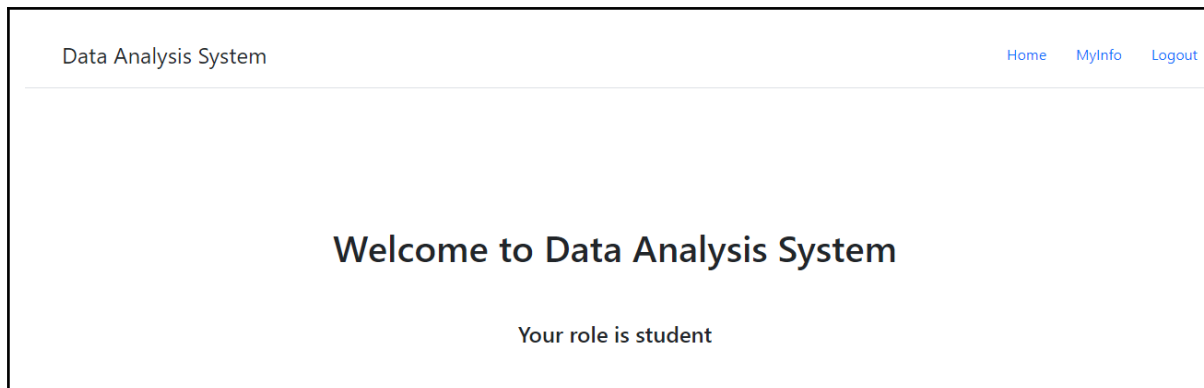 Data Analysis System Home MyInfo Logout
Welcome to Data Analysis System
Your role is student